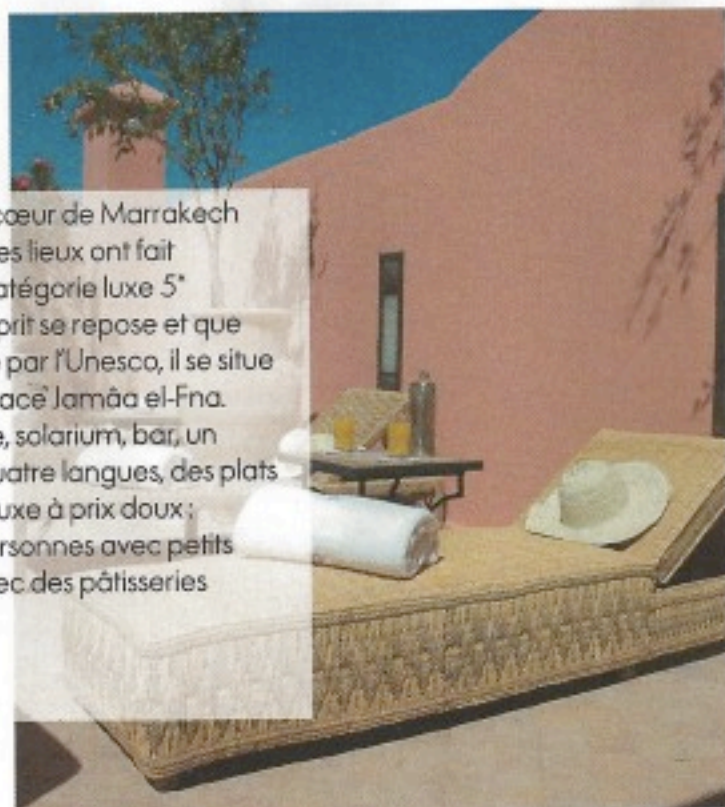 cœur de Marrakech
es lieux ont fait
atégorie luxe 5*
prit se repose et que
par l'Unesco, il se situe
ace Jamâa el-Fna.
e, solarium, bar, un
uatre langues, des plats
uxe à prix doux :
ersonnes avec petits
ec des pâtisseries